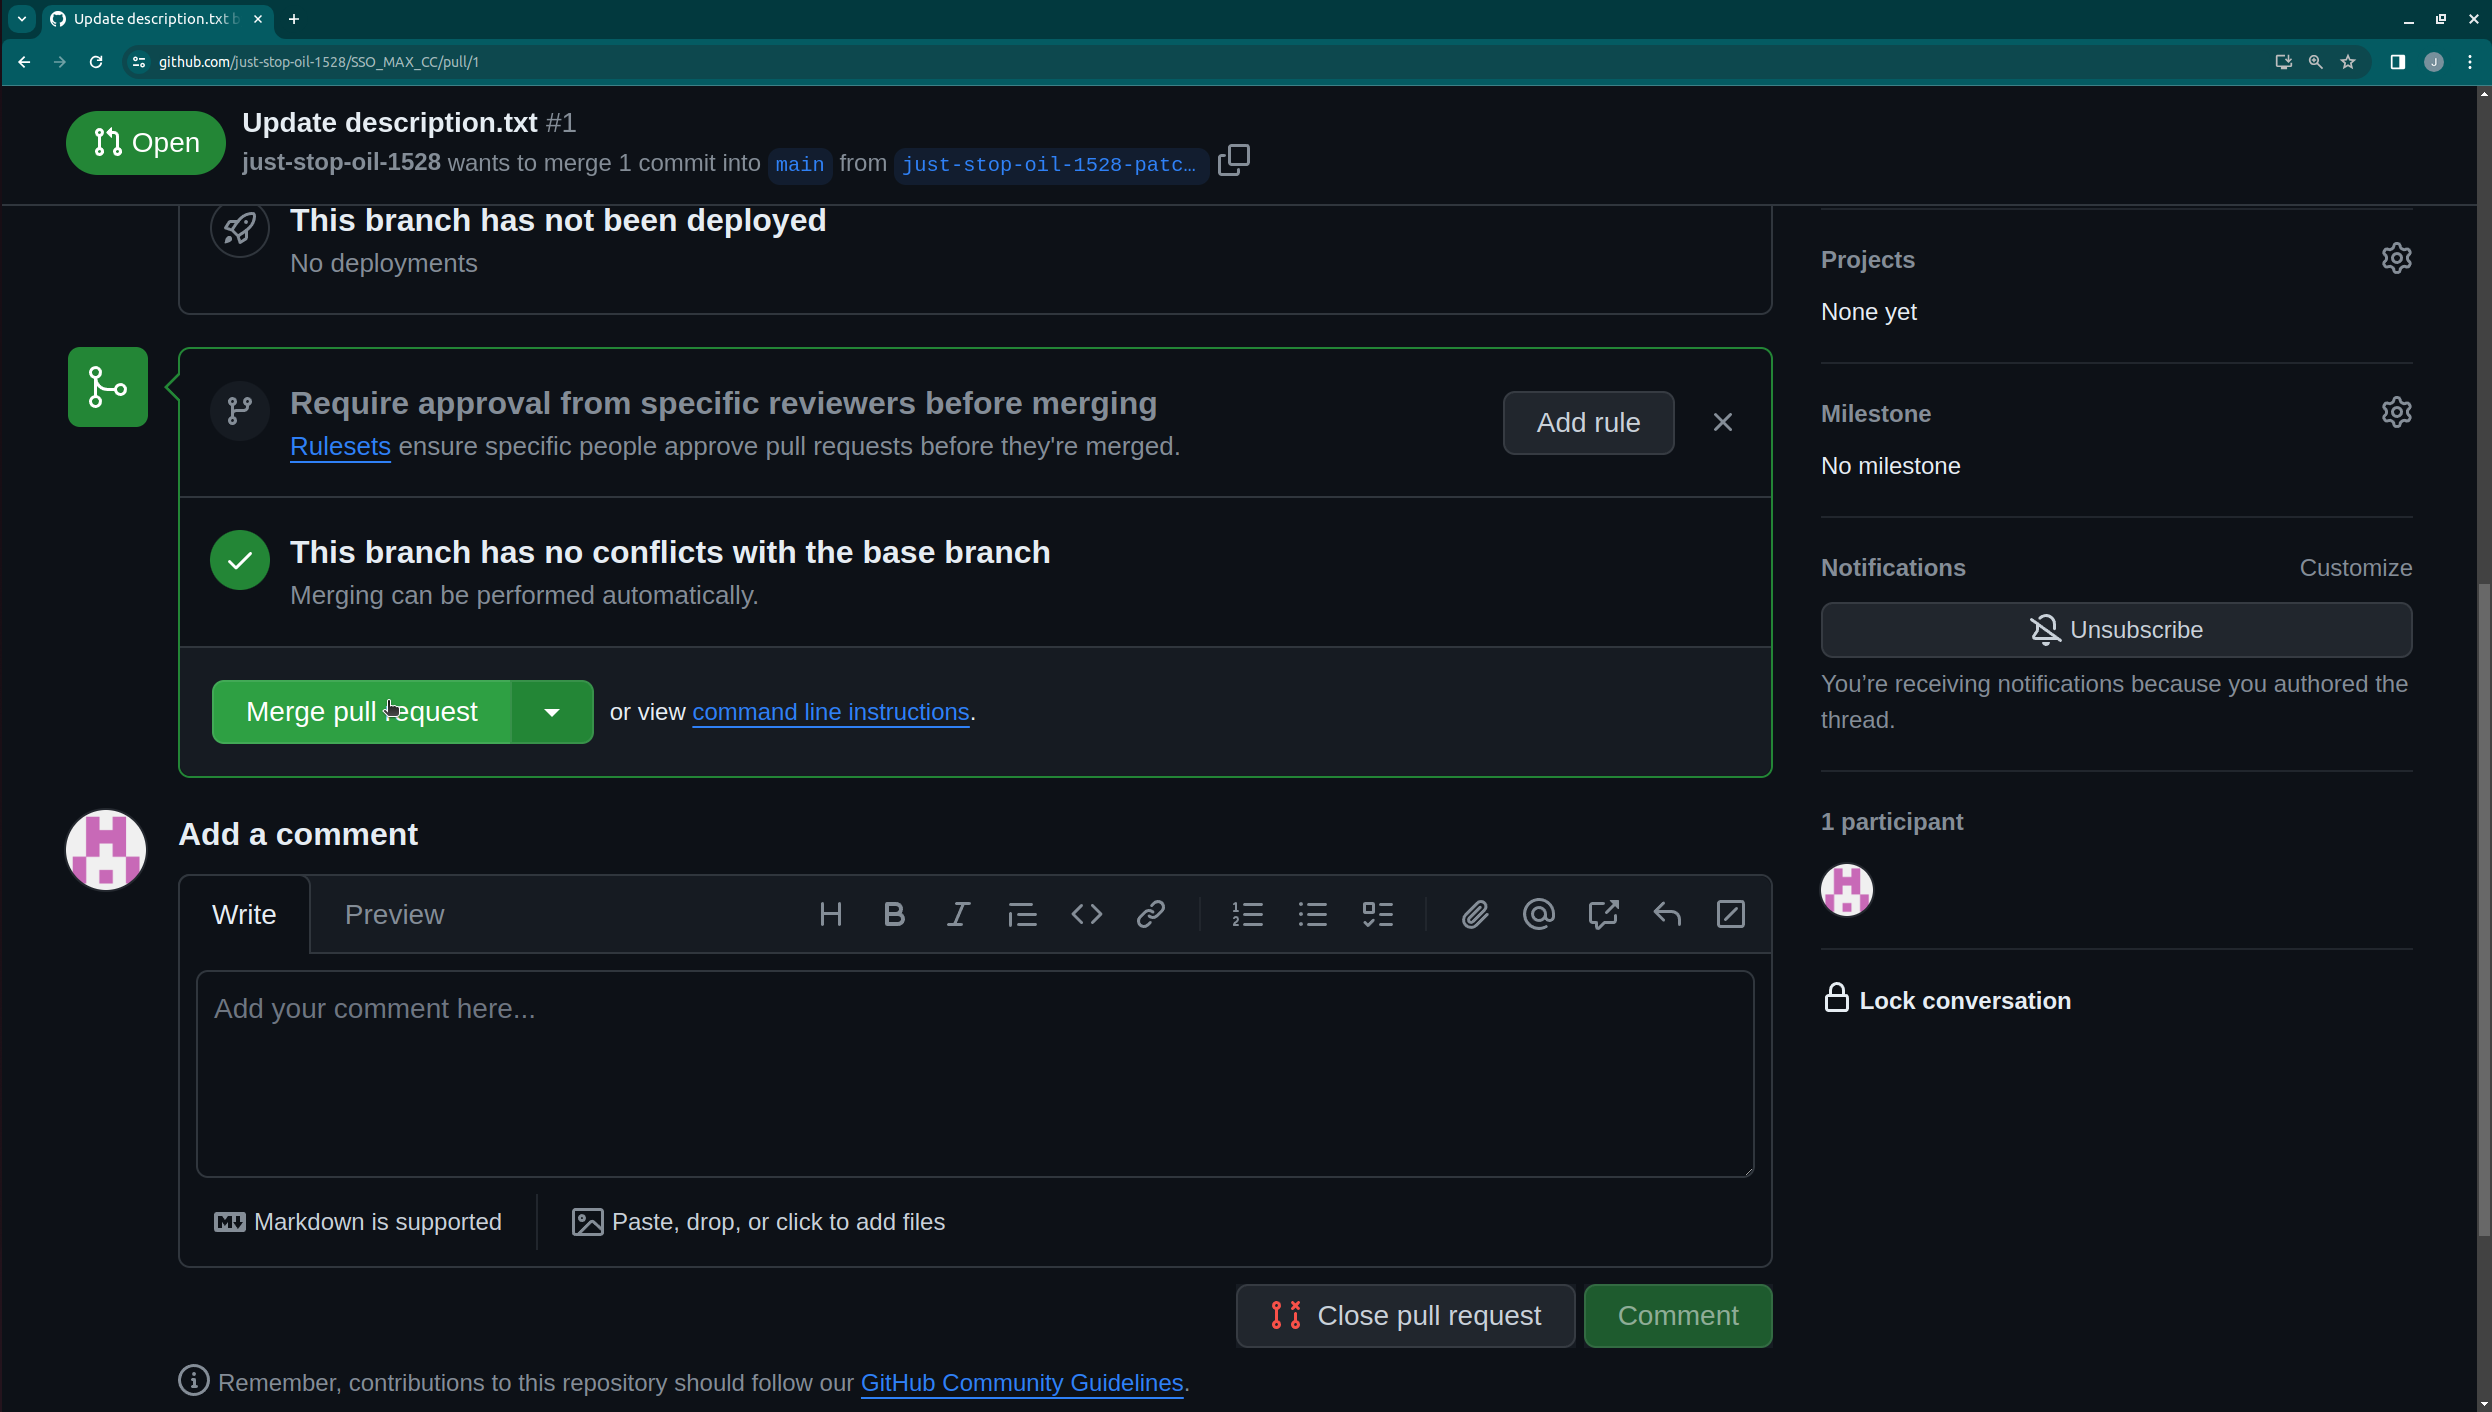 Update description.txt b
github.com/just-stop-oil-1528/SSO_MAX_CC/pull/1
J
Open
Update description.txt #1
just-stop-oil-1528 wants to merge 1 commit into main from just-stop-oil-1528-patc…
This branch has not been deployed
No deployments
Require approval from specific reviewers before merging
Rulesets ensure specific people approve pull requests before they're merged.
Add rule
This branch has no conflicts with the base branch
Merging can be performed automatically.
Merge pull request
or view command line instructions.
Add a comment
Write
Preview
Add your comment here...
Markdown is supported
Paste, drop, or click to add files
Close pull request
Comment
Remember, contributions to this repository should follow our GitHub Community Guidelines.
Projects
None yet
Milestone
No milestone
Notifications
Customize
Unsubscribe
You're receiving notifications because you authored the
thread.
1 participant
Lock conversation